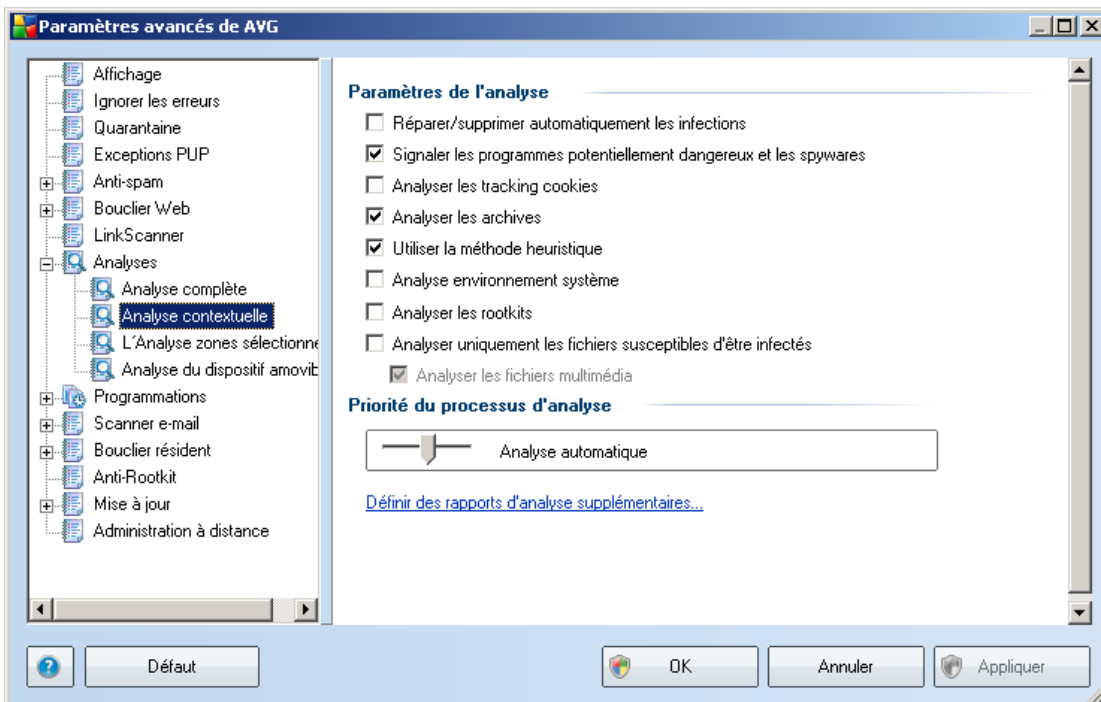 Paramètres avancés de AVG
Affichage
Ignorer les erreurs
Quarantaine
Exceptions PUP
Anti-spam
Bouclier Web
LinkScanner
Analyses
Analyse complète
Analyse contextuelle
L´Analyse zones sélectionne
Analyse du dispositif amovib
Programmations
Scanner e-mail
Bouclier résident
Anti-Rootkit
Mise à jour
Administration à distance
Paramètres de l'analyse
Réparer/supprimer automatiquement les infections
Signaler les programmes potentiellement dangereux et les spywares
Analyser les tracking cookies
Analyser les archives
Utiliser la méthode heuristique
Analyse environnement système
Analyser les rootkits
Analyser uniquement les fichiers susceptibles d'être infectés
Analyser les fichiers multimédia
Priorité du processus d'analyse
Analyse automatique
Définir des rapports d'analyse supplémentaires...
?
Défaut
OK
Annuler
Appliquer